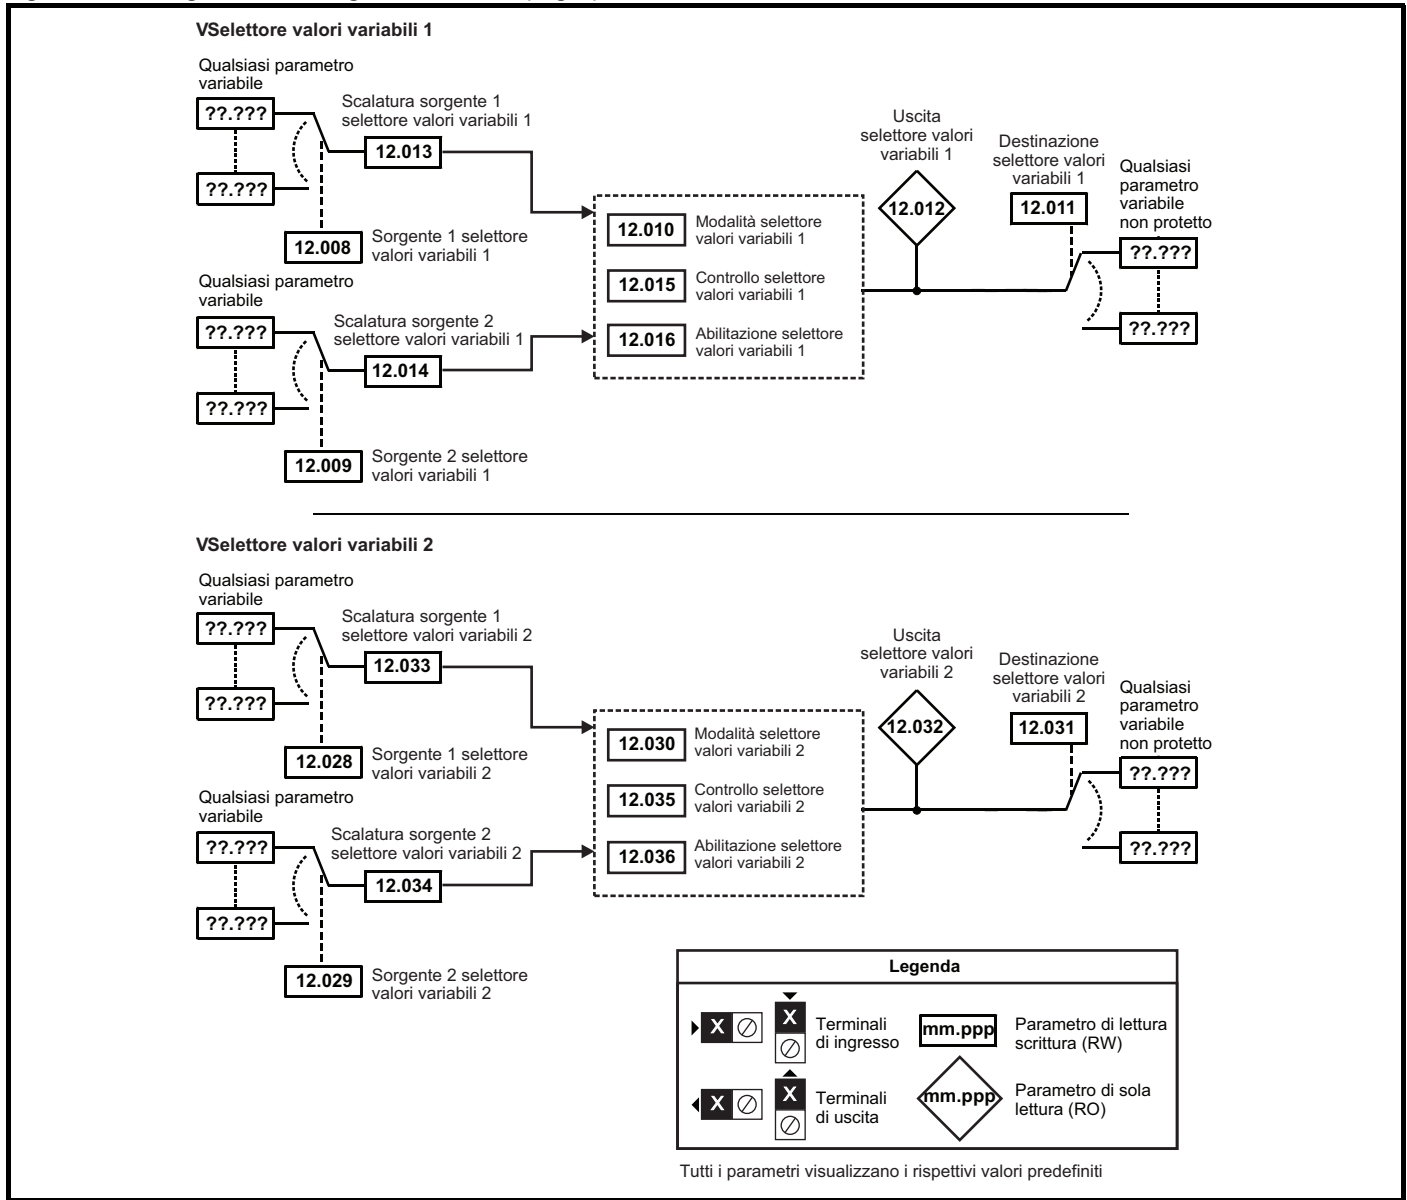 VSelettore valori variabili 1
Qualsiasi parametro
variabile
??.???
??.???
Scalatura sorgente 1
selettore valori variabili 1
12.013
12.008
Sorgente 1 selettore
valori variabili 1
Qualsiasi parametro
variabile
??.???
??.???
Scalatura sorgente 2
selettore valori variabili 1
12.014
12.009
Sorgente 2 selettore
valori variabili 1
12.010
Modalità selettore
valori variabili 1
12.015
Controllo selettore
valori variabili 1
12.016
Abilitazione selettore
valori variabili 1
Uscita
selettore valori
variabili 1
12.012
Destinazione
selettore valori
variabili 1
12.011
Qualsiasi
parametro
variabile
non protetto
??.???
??.???
VSelettore valori variabili 2
Qualsiasi parametro
variabile
??.???
??.???
Scalatura sorgente 1
selettore valori variabili 2
12.033
12.028
Sorgente 1 selettore
valori variabili 2
Qualsiasi parametro
variabile
??.???
??.???
Scalatura sorgente 2
selettore valori variabili 2
12.034
12.029
Sorgente 2 selettore
valori variabili 2
12.030
Modalità selettore
valori variabili 2
12.035
Controllo selettore
valori variabili 2
12.036
Abilitazione selettore
valori variabili 2
Uscita
selettore valori
variabili 2
12.032
Destinazione
selettore valori
variabili 2
12.031
Qualsiasi
parametro
variabile
non protetto
??.???
??.???
Legenda
X
X
Terminali
di ingresso
mm.ppp
Parametro di lettura
scrittura (RW)
X
X
Terminali
di uscita
mm.ppp
Parametro di sola
lettura (RO)
Tutti i parametri visualizzano i rispettivi valori predefiniti